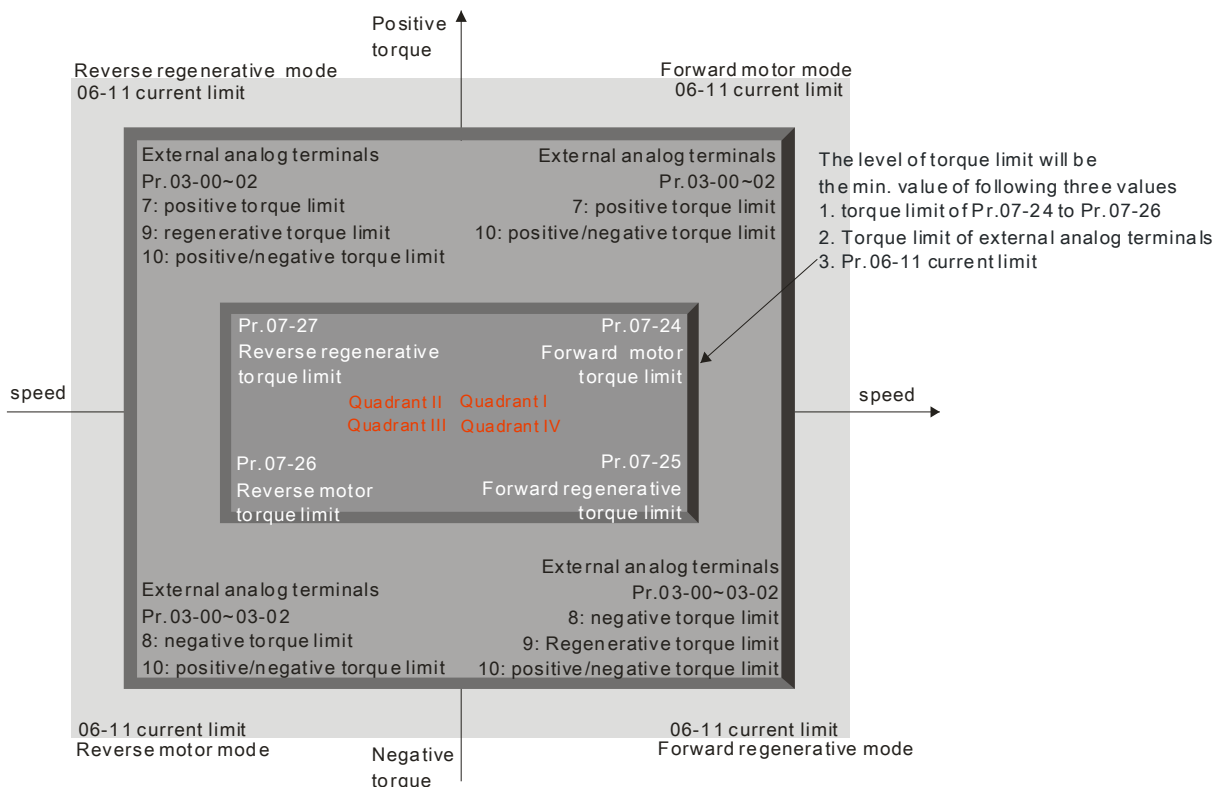 Positive
torque
Reverse regenerative mode
06-11 current limit
Forward motor mode
06-11 current limit
External analog terminals
Pr.03-00~02
7: positive torque limit
9: regenerative torque limit
10: positive/negative torque limit
External analog terminals
Pr.03-00~02
7: positive torque limit
10: positive/negative torque limit
The level of torque limit will be
the min. value of following three values
1. torque limit of Pr.07-24 to Pr.07-26
2. Torque limit of external analog terminals
3. Pr.06-11 current limit
Pr.07-27
Reverse regenerative
torque limit
Pr.07-24
Forward motor
torque limit
speed
Quadrant II
Quadrant I
speed
Quadrant III
Quadrant IV
Pr.07-26
Reverse motor
torque limit
Pr.07-25
Forward regenerative
torque limit
External analog terminals
Pr.03-00~03-02
8: negative torque limit
10: positive/negative torque limit
External analog terminals
Pr.03-00~03-02
8: negative torque limit
9: Regenerative torque limit
10: positive/negative torque limit
06-11 current limit
Reverse motor mode
06-11 current limit
Forward regenerative mode
Negative
torque